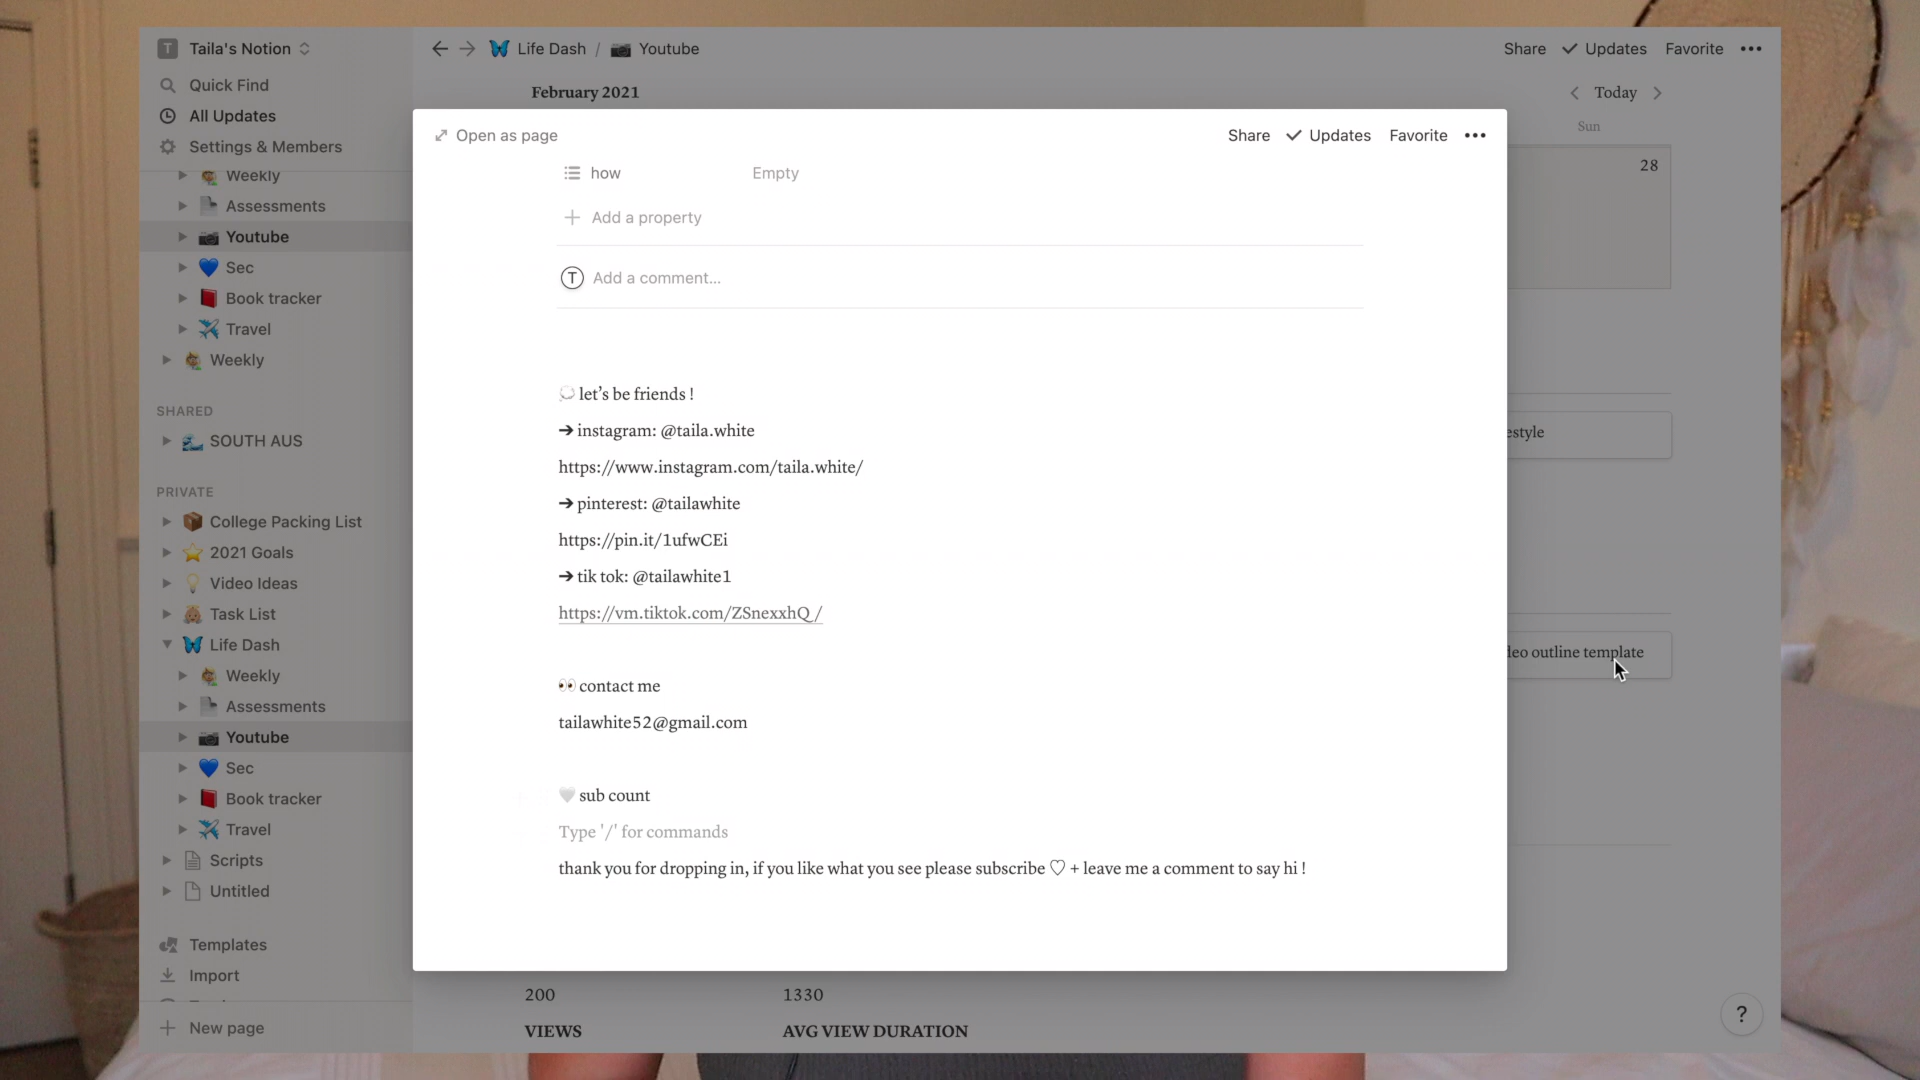 Taila's Notion
Quick Find
All Updates
Settings & Members
Weekly
Assessments
Youtube
Sec
Book tracker
Travel
Weekly
SHARED
SOUTH AUS
PRIVATE
College Packing List
2021 Goals
Video Ideas
Task List
Life Dash
Weekly
Assessments
Youtube
Sec
Book tracker
Travel
Scripts
Untitled
Templates
Import
New page
Life Dash / Youtube
Share Updates Favorite
February 2021
Today
Sun
28
Open as page
Share Updates Favorite
how Empty
Add a property
T Add a comment...
let's be friends !
➔ instagram: @taila.white
https://www.instagram.com/taila.white/
➔ pinterest: @tailawhite
https://pin.it/1ufwCEi
➔ tik tok: @tailawhite1
https://vm.tiktok.com/ZSnexxhQ/
👀 contact me
tailawhite52@gmail.com
🤍 sub count
Type '/' for commands
thank you for dropping in, if you like what you see please subscribe ♡ + leave me a comment to say hi !
estyle
deo outline template
200 1330
VIEWS AVG VIEW DURATION
?